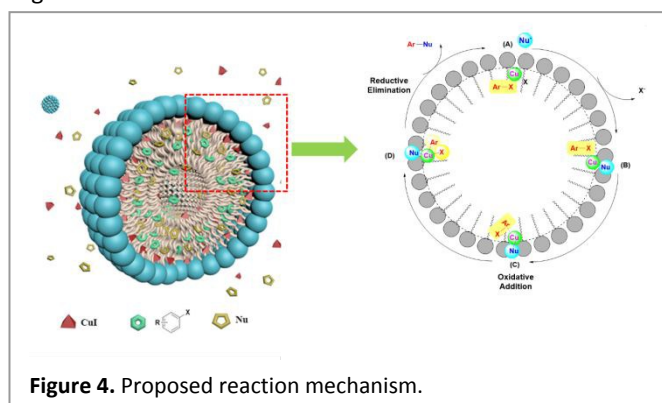 Ar—Nu
(A)
Nu⁻
Cu
X
Ar—X
Reductive
Elimination
X⁻
Ar
Nu
Cu
X
(D)
Ar—X
Cu
(B)
Nu
Ar
X
Cu
Nu
(C)
Oxidative
Addition
CuI
R
X
Nu
Figure 4. Proposed reaction mechanism.